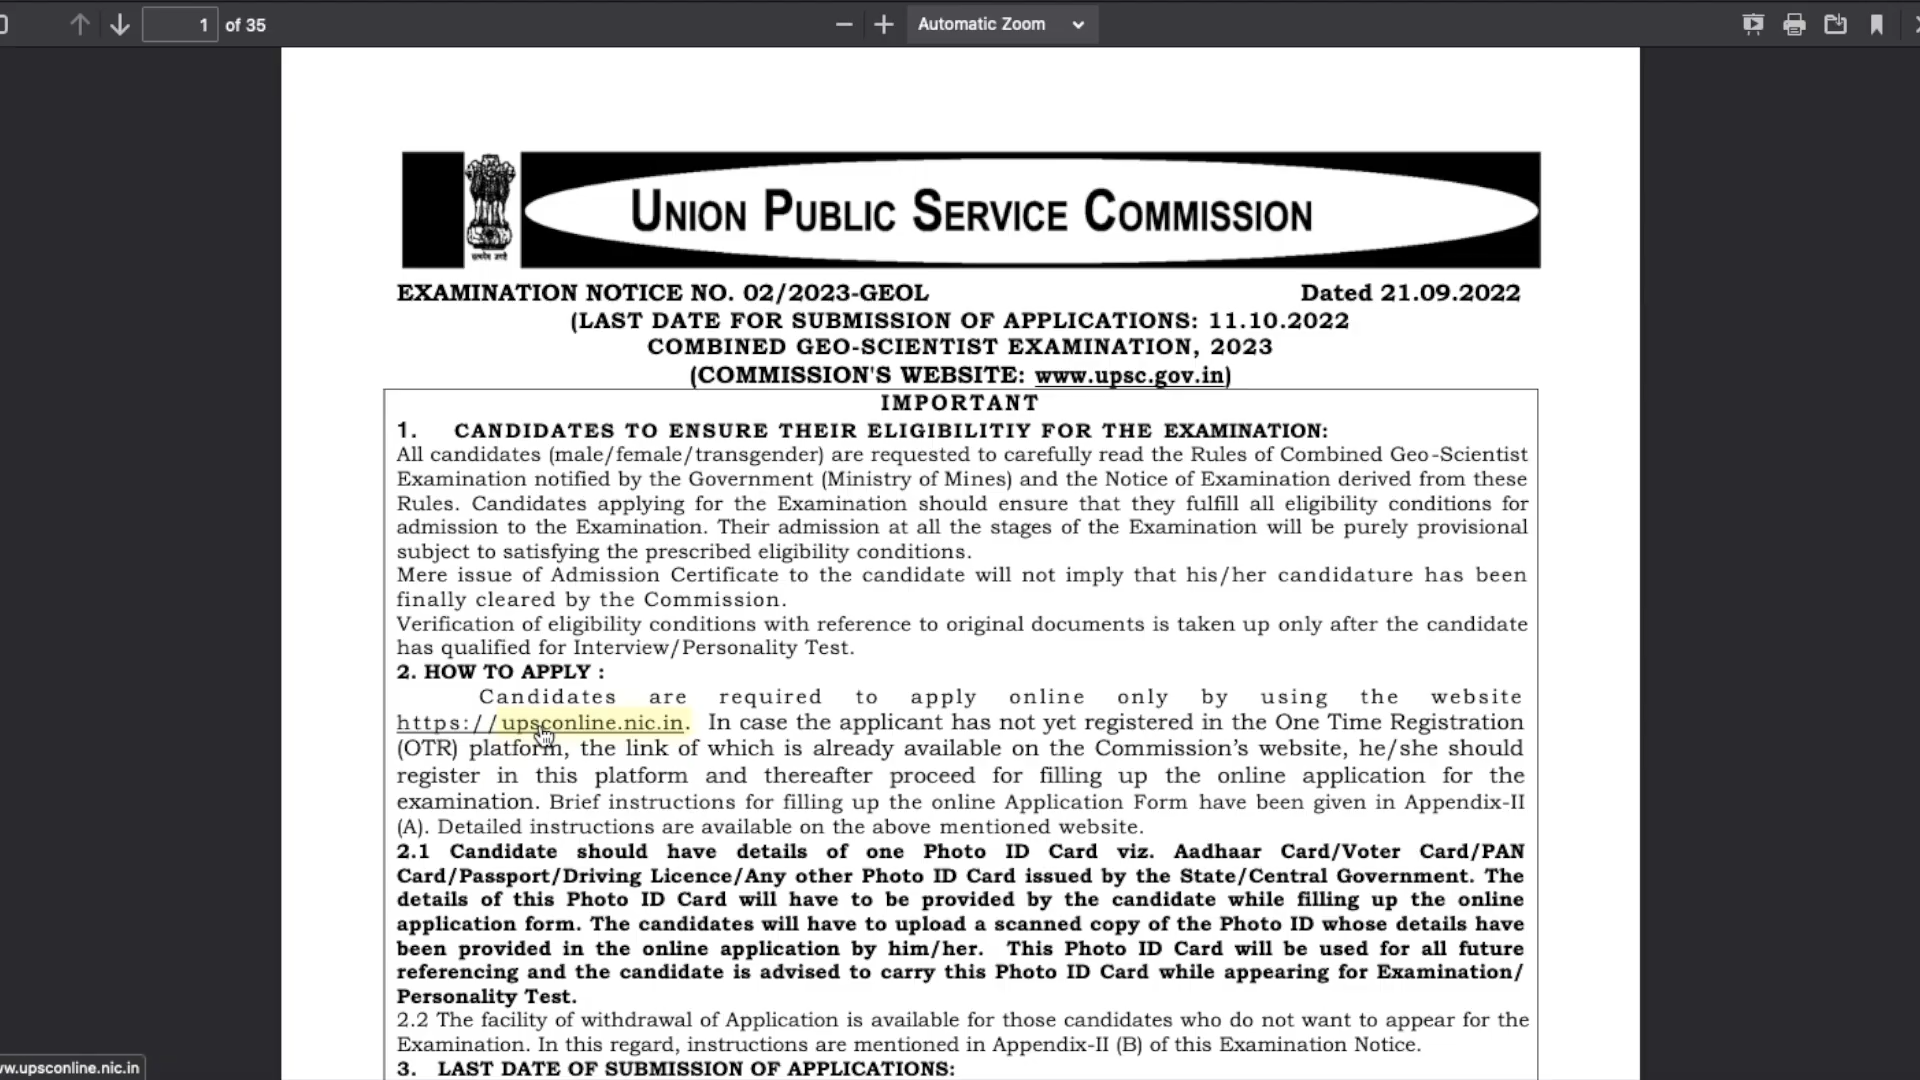 1 of 35 Automatic Zoom
UNION PUBLIC SERVICE COMMISSION
सत्यमेव जयते
EXAMINATION NOTICE NO. 02/2023-GEOL Dated 21.09.2022
(LAST DATE FOR SUBMISSION OF APPLICATIONS: 11.10.2022
COMBINED GEO-SCIENTIST EXAMINATION, 2023
(COMMISSION'S WEBSITE: www.upsc.gov.in)
IMPORTANT
1. CANDIDATES TO ENSURE THEIR ELIGIBILITIY FOR THE EXAMINATION:
All candidates (male/female/transgender) are requested to carefully read the Rules of Combined Geo-Scientist
Examination notified by the Government (Ministry of Mines) and the Notice of Examination derived from these
Rules. Candidates applying for the Examination should ensure that they fulfill all eligibility conditions for
admission to the Examination. Their admission at all the stages of the Examination will be purely provisional
subject to satisfying the prescribed eligibility conditions.
Mere issue of Admission Certificate to the candidate will not imply that his/her candidature has been
finally cleared by the Commission.
Verification of eligibility conditions with reference to original documents is taken up only after the candidate
has qualified for Interview/Personality Test.
2. HOW TO APPLY :
Candidates are required to apply online only by using the website
https://upsconline.nic.in. In case the applicant has not yet registered in the One Time Registration
(OTR) platform, the link of which is already available on the Commission’s website, he/she should
register in this platform and thereafter proceed for filling up the online application for the
examination. Brief instructions for filling up the online Application Form have been given in Appendix-II
(A). Detailed instructions are available on the above mentioned website.
2.1 Candidate should have details of one Photo ID Card viz. Aadhaar Card/Voter Card/PAN
Card/Passport/Driving Licence/Any other Photo ID Card issued by the State/Central Government. The
details of this Photo ID Card will have to be provided by the candidate while filling up the online
application form. The candidates will have to upload a scanned copy of the Photo ID whose details have
been provided in the online application by him/her. This Photo ID Card will be used for all future
referencing and the candidate is advised to carry this Photo ID Card while appearing for Examination/
Personality Test.
2.2 The facility of withdrawal of Application is available for those candidates who do not want to appear for the
Examination. In this regard, instructions are mentioned in Appendix-II (B) of this Examination Notice.
3. LAST DATE OF SUBMISSION OF APPLICATIONS:
w.upsconline.nic.in